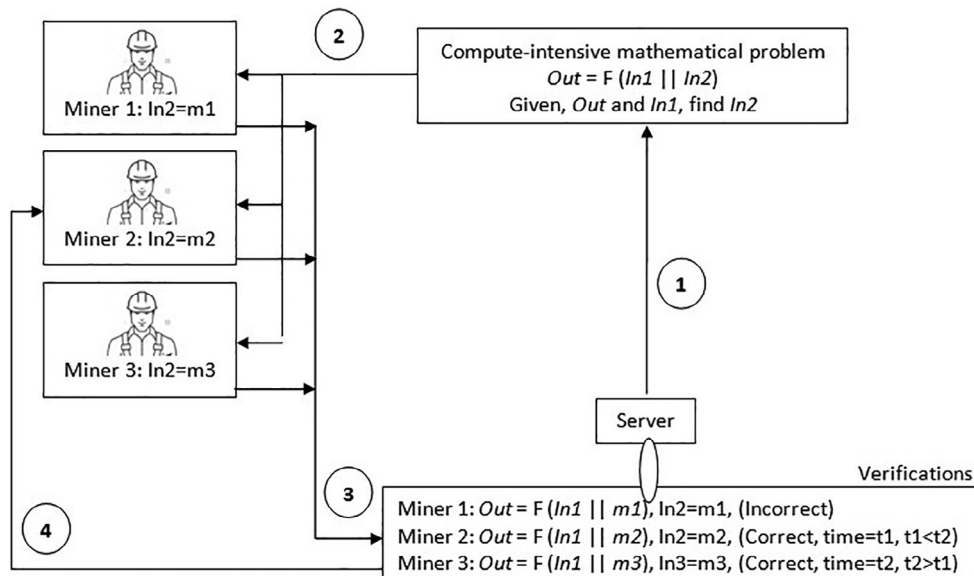 2
Compute-intensive mathematical problem
Out = F (In1 || In2)
Given, Out and In1, find In2
Miner 1: In2=m1
Miner 2: In2=m2
Miner 3: In2=m3
1
Server
Verifications
3
4
Miner 1: Out = F (In1 || m1), In2=m1, (Incorrect)
Miner 2: Out = F (In1 || m2), In2=m2, (Correct, time=t1, t1<t2)
Miner 3: Out = F (In1 || m3), In3=m3, (Correct, time=t2, t2>t1)